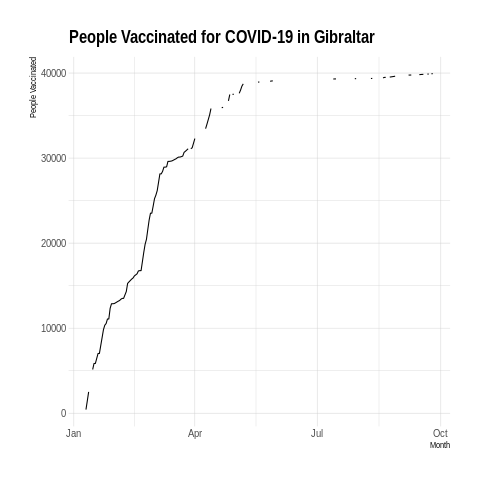 People Vaccinated for COVID-19 in Gibraltar
People Vaccinated
40000
30000
20000
10000
0
Jan
Apr
Jul
Oct
Month